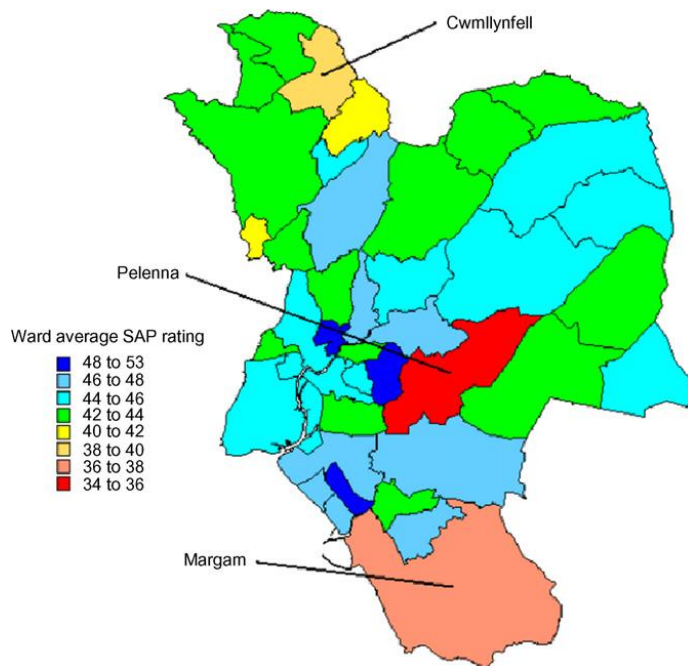 Cwmllynfell
Pelenna
Ward average SAP rating
48 to 53
46 to 48
44 to 46
42 to 44
40 to 42
38 to 40
36 to 38
34 to 36
Margam